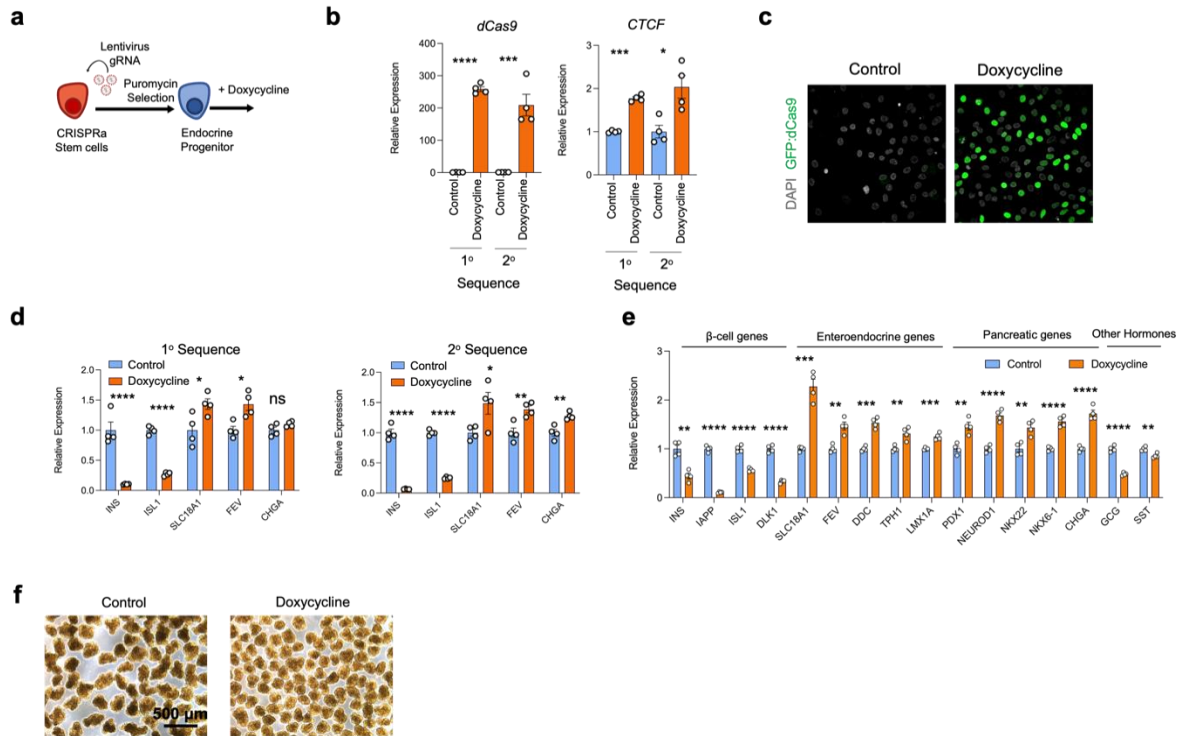 a
Lentivirus
gRNA
Puromycin
Selection
+ Doxycycline
CRISPRa
Stem cells
Endocrine
Progenitor
b
dCas9
Relative Expression
400
300
200
100
0
****
***
Control
Doxycycline
Control
Doxycycline
1º
2º
Sequence
CTCF
Relative Expression
3
2
1
0
***
*
Control
Doxycycline
Control
Doxycycline
1º
2º
Sequence
c
Control
Doxycycline
DAPI GFP:dCas9
d
1º Sequence
Control
Doxycycline
Relative Expression
2.0
1.5
1.0
0.5
0.0
****
****
*
*
ns
INS
ISL1
SLC18A1
FEV
CHGA
2º Sequence
Control
Doxycycline
Relative Expression
2.0
1.5
1.0
0.5
0.0
****
****
*
**
**
INS
ISL1
SLC18A1
FEV
CHGA
e
β-cell genes
Enteroendocrine genes
Pancreatic genes
Other Hormones
Control
Doxycycline
Relative Expression
3
2
1
0
**
****
****
****
***
**
***
**
***
**
****
**
****
****
****
**
INS
IAPP
ISL1
DLK1
SLC18A1
FEV
DDC
TPH1
LMX1A
PDX1
NEUROD1
NKX22
NKX6-1
CHGA
GCG
SST
f
Control
Doxycycline
500 μm